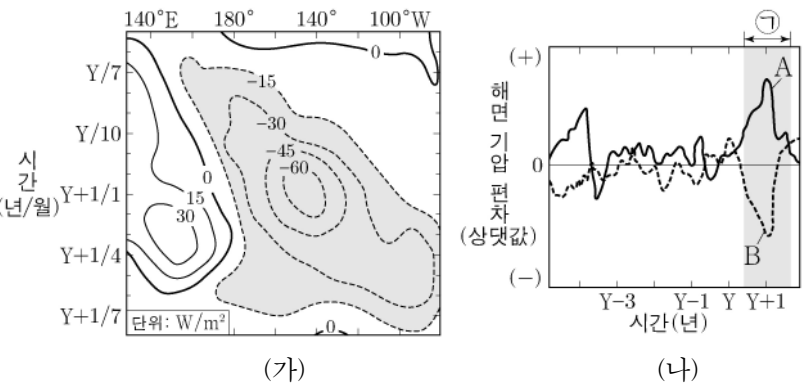 140°E 180° 140° 100°W
Y/7
Y/10
Y+1/1
Y+1/4
Y+1/7
시간(년/월)
0
-15
-30
-45
-60
0
15
30
0
단위: W/m²
(가)
㉠
(+)
0
(-)
해면 기압 편차
(상댓값)
A
B
Y-3 Y-1 Y Y+1
시간(년)
(나)